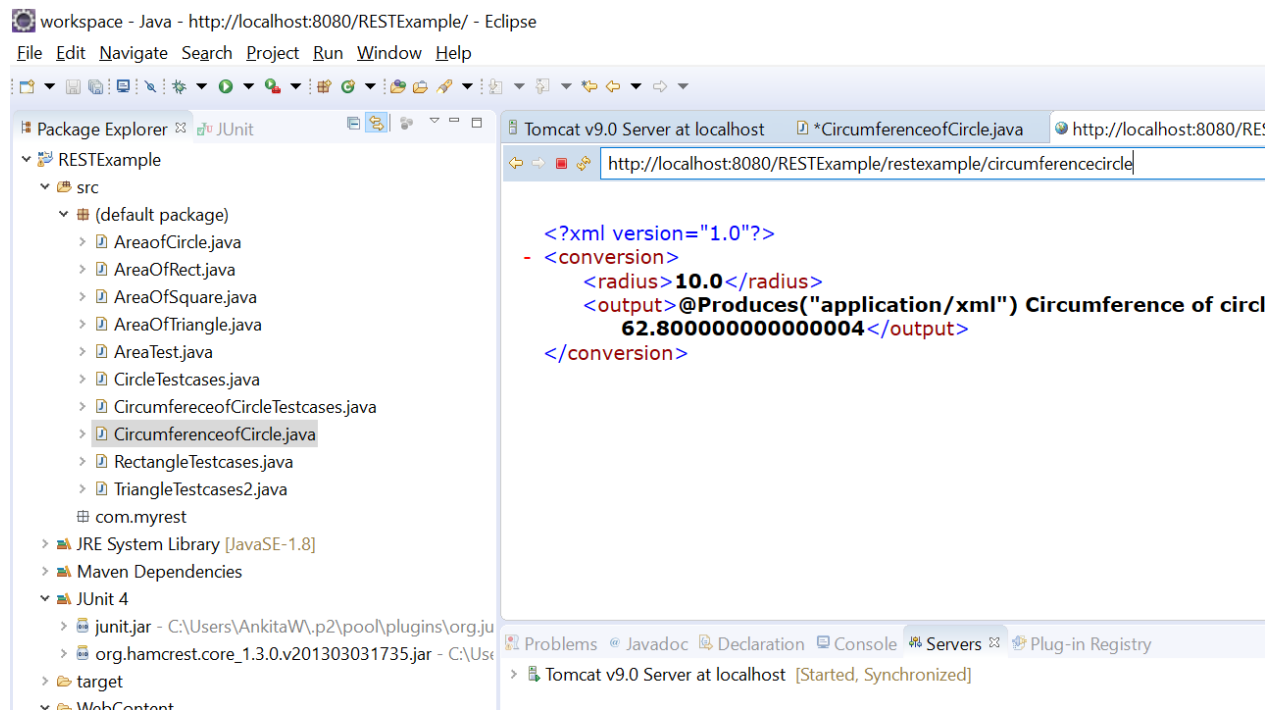 workspace - Java - http://localhost:8080/RESTExample/ - Eclipse
File Edit Navigate Search Project Run Window Help
Package Explorer JUnit
RESTExample
src
(default package)
AreaofCircle.java
AreaOfRect.java
AreaOfSquare.java
AreaOfTriangle.java
AreaTest.java
CircleTestcases.java
CircumfereceofCircleTestcases.java
CircumferenceofCircle.java
RectangleTestcases.java
TriangleTestcases2.java
com.myrest
JRE System Library [JavaSE-1.8]
Maven Dependencies
JUnit 4
junit.jar - C:\Users\AnkitaW\.p2\pool\plugins\org.ju
org.hamcrest.core_1.3.0.v201303031735.jar - C:\Use
target
WebContent
Tomcat v9.0 Server at localhost *CircumferenceofCircle.java http://localhost:8080/RES
http://localhost:8080/RESTExample/restexample/circumferencecircle
<?xml version="1.0"?>
- <conversion>
<radius>10.0</radius>
<output>@Produces("application/xml") Circumference of circl
62.800000000000004</output>
</conversion>
Problems @ Javadoc Declaration Console Servers Plug-in Registry
Tomcat v9.0 Server at localhost [Started, Synchronized]